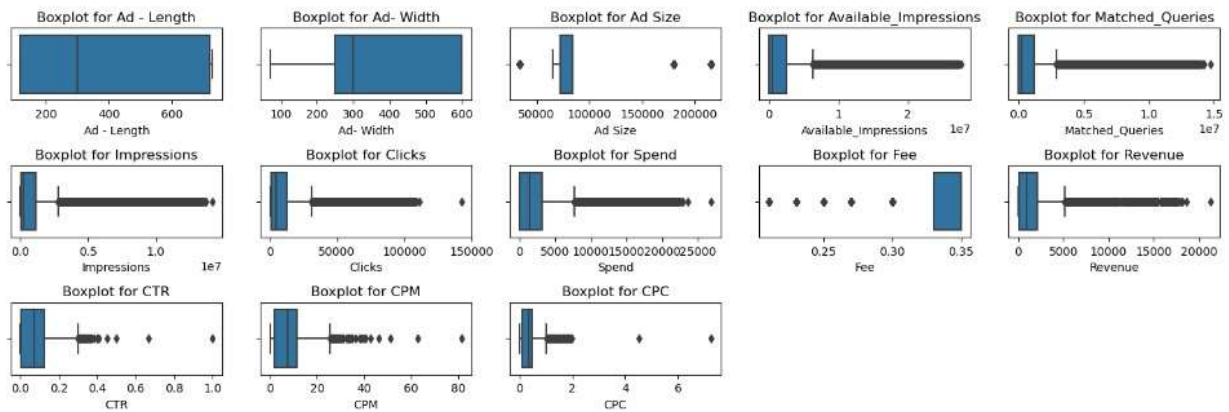 Boxplot for Ad - Length Boxplot for Ad- Width Boxplot for Ad Size Boxplot for Available_Impressions Boxplot for Matched_Queries
200 400 600 100 200 300 400 500 600 50000 100000 150000 200000 0 1 2 0.0 0.5 1.0 1.5
Ad - Length Ad- Width Ad Size Available_Impressions 1e7 Matched_Queries 1e7
Boxplot for Impressions Boxplot for Clicks Boxplot for Spend Boxplot for Fee Boxplot for Revenue
0.0 0.5 1.0 0 50000 100000 150000 0 5000 10000 15000 20000 25000 0.25 0.30 0.35 0 5000 10000 15000 20000
Impressions 1e7 Clicks Spend Fee Revenue
Boxplot for CTR Boxplot for CPM Boxplot for CPC
0.0 0.2 0.4 0.6 0.8 1.0 0 20 40 60 80 0 2 4 6
CTR CPM CPC